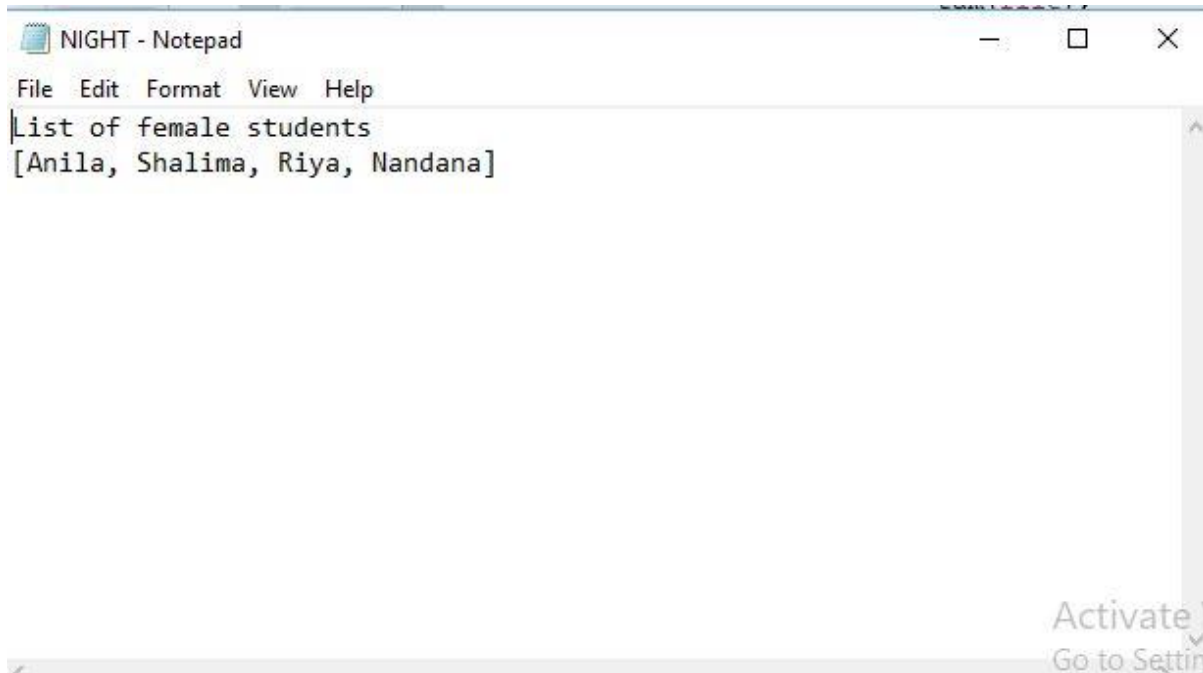 NIGHT - Notepad
File Edit Format View Help
List of female students
[Anila, Shalima, Riya, Nandana]
Activate
Go to Settin